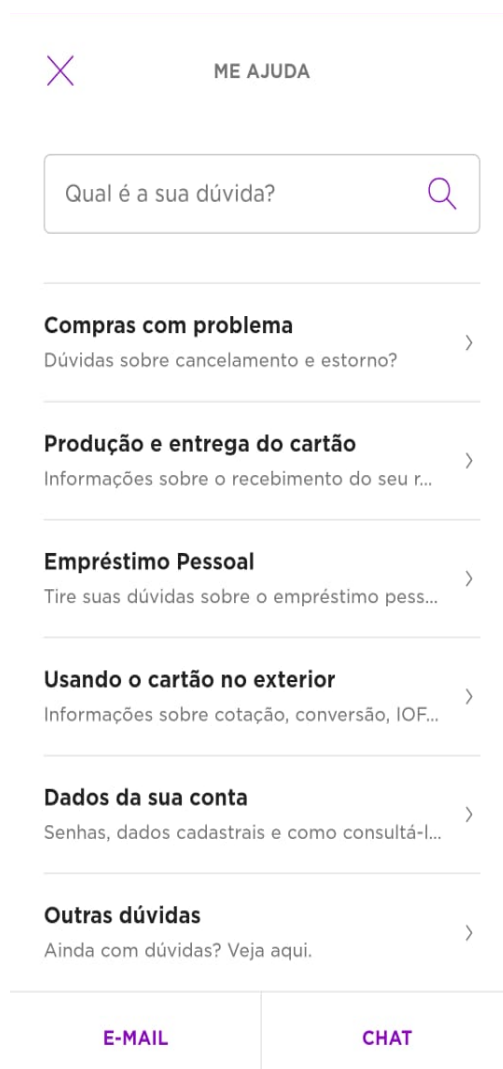 ME AJUDA
Qual é a sua dúvida?
Compras com problema
Dúvidas sobre cancelamento e estorno?
Produção e entrega do cartão
Informações sobre o recebimento do seu r...
Empréstimo Pessoal
Tire suas dúvidas sobre o empréstimo pess...
Usando o cartão no exterior
Informações sobre cotação, conversão, IOF...
Dados da sua conta
Senhas, dados cadastrais e como consultá-l...
Outras dúvidas
Ainda com dúvidas? Veja aqui.
E-MAIL
CHAT